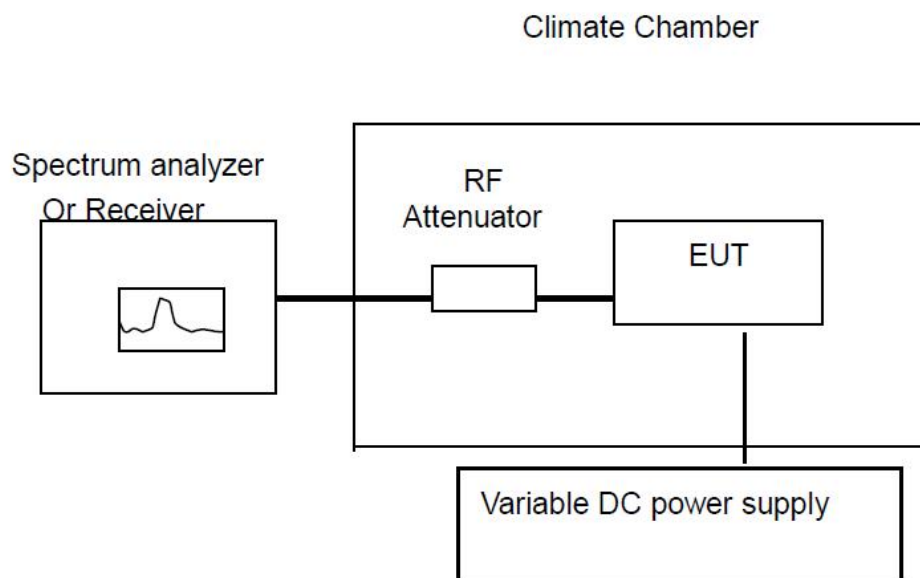 Climate Chamber
Spectrum analyzer
Or Receiver
RF
Attenuator
EUT
Variable DC power supply